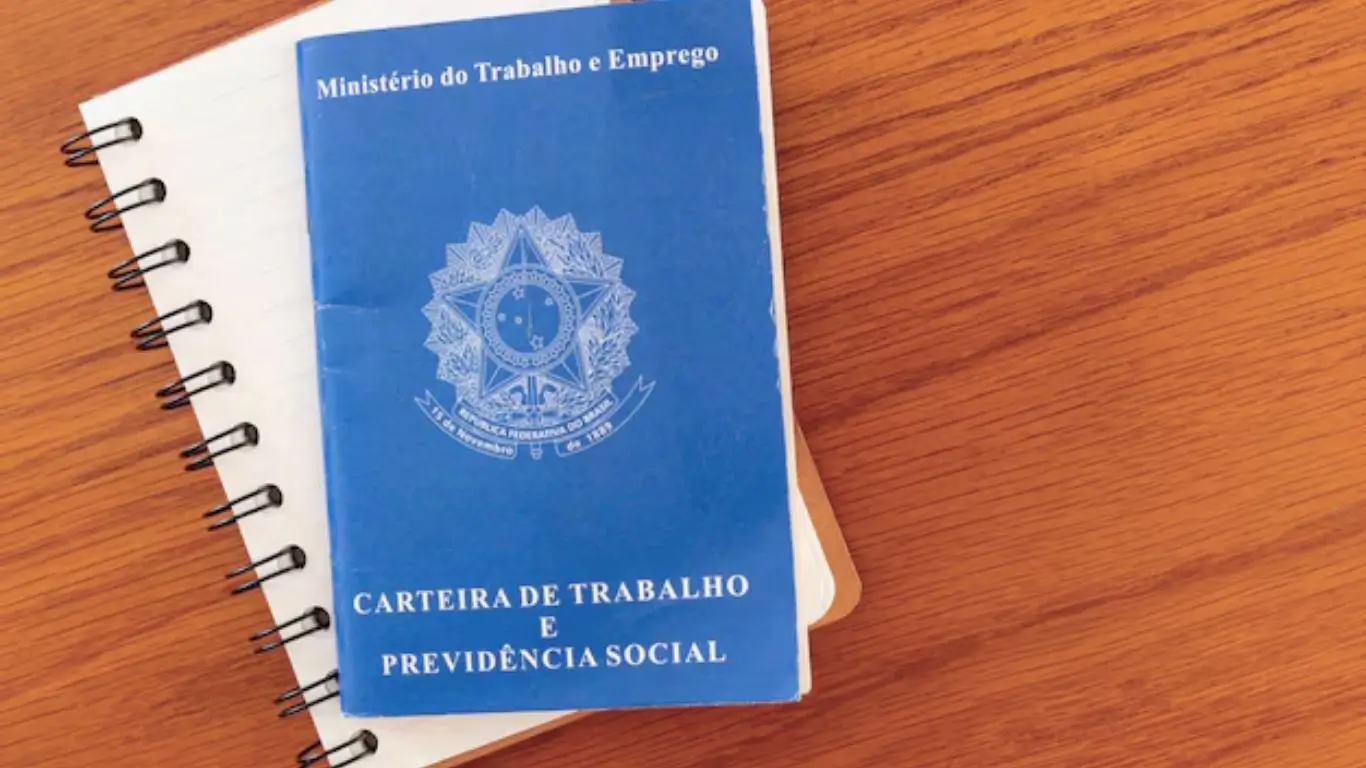 Ministério do Trabalho e Emprego
REPÚBLICA FEDERATIVA DO BRASIL
15 de Novembro de 1889
CARTEIRA DE TRABALHO
E
PREVIDÊNCIA SOCIAL